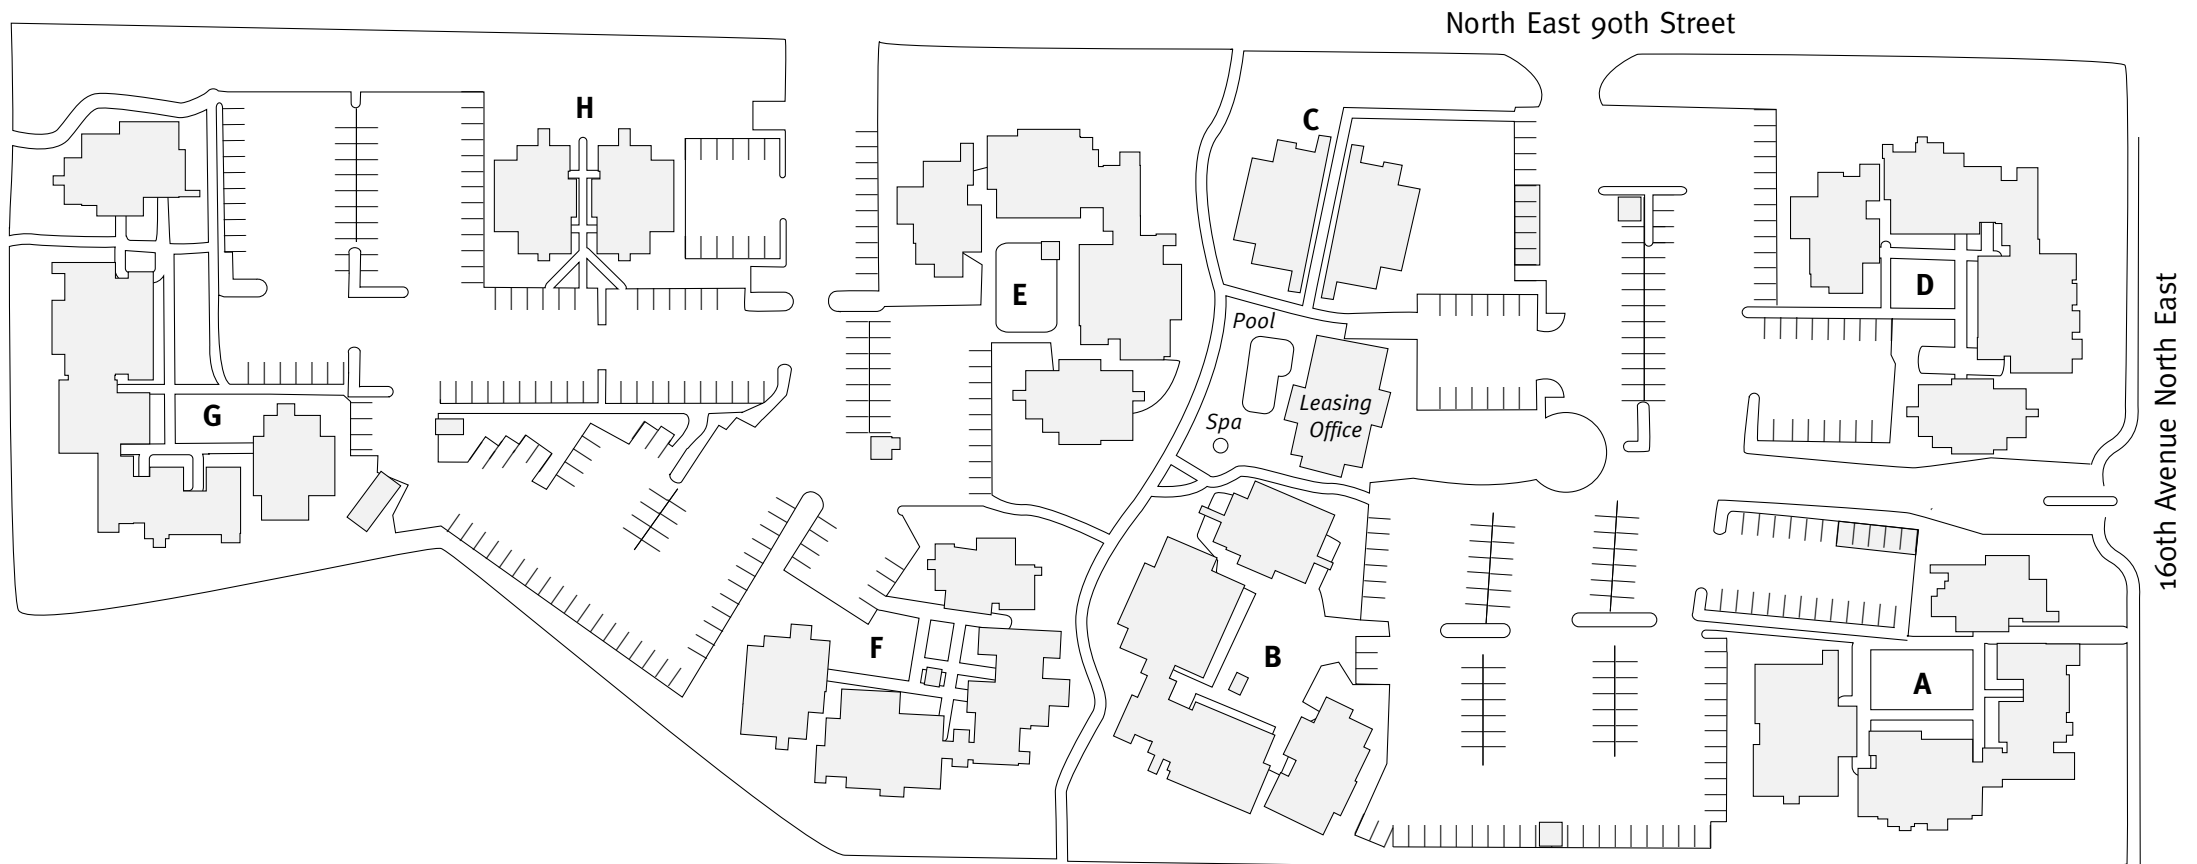 North East 90th Street
H
C
E
D
Pool
Leasing
Office
Spa
G
160th Avenue North East
F
B
A